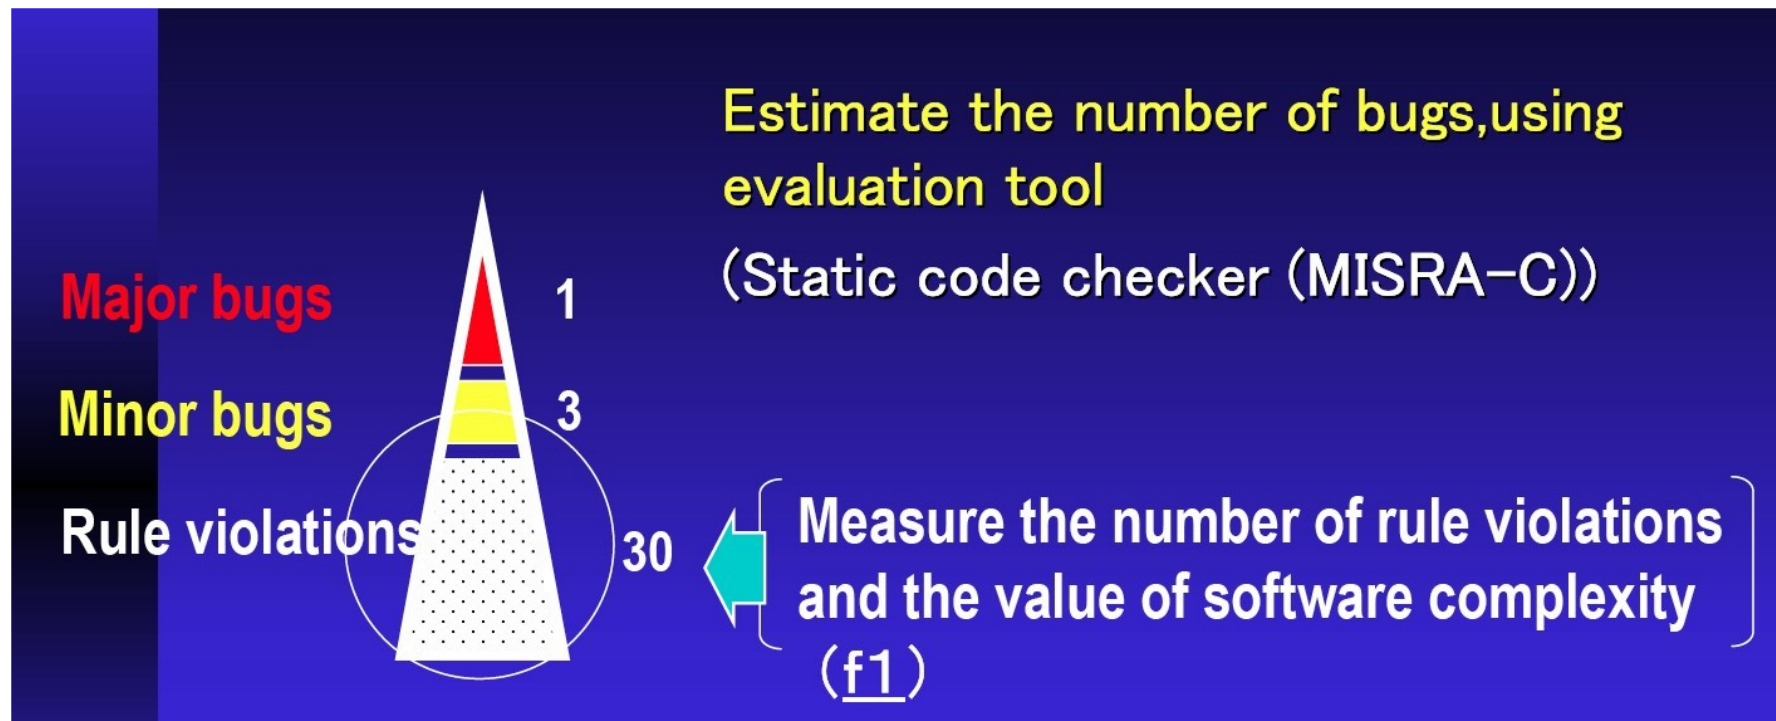 Estimate the number of bugs,using
evaluation tool
(Static code checker (MISRA-C))
Major bugs 1
Minor bugs 3
Rule violations 30
Measure the number of rule violations
and the value of software complexity
(f1)